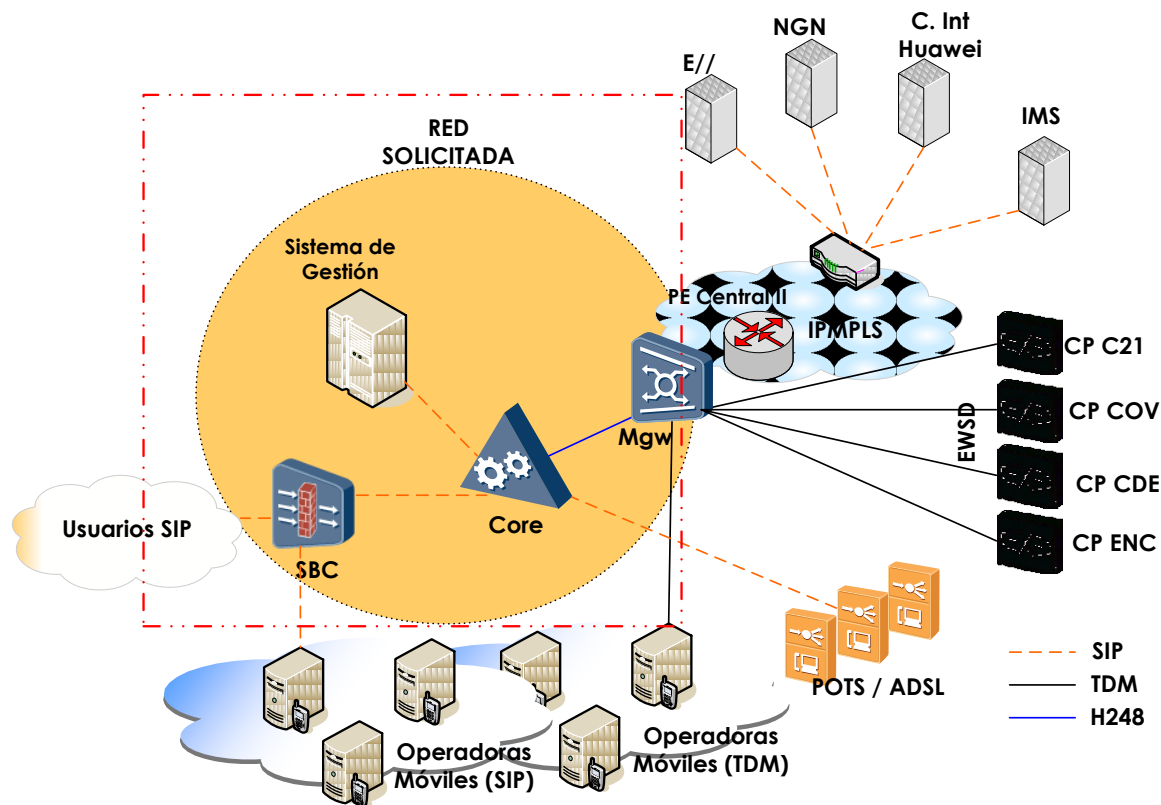 NGN
C. Int
Huawei
E//
IMS
RED
SOLICITADA
Sistema de
Gestión
PE Central II
IPMPLS
CP C21
CP COV
EWSD
CP CDE
CP ENC
Mgw
Core
Usuarios SIP
SBC
POTS / ADSL
SIP
TDM
H248
Operadoras
Móviles (SIP)
Operadoras
Móviles (TDM)